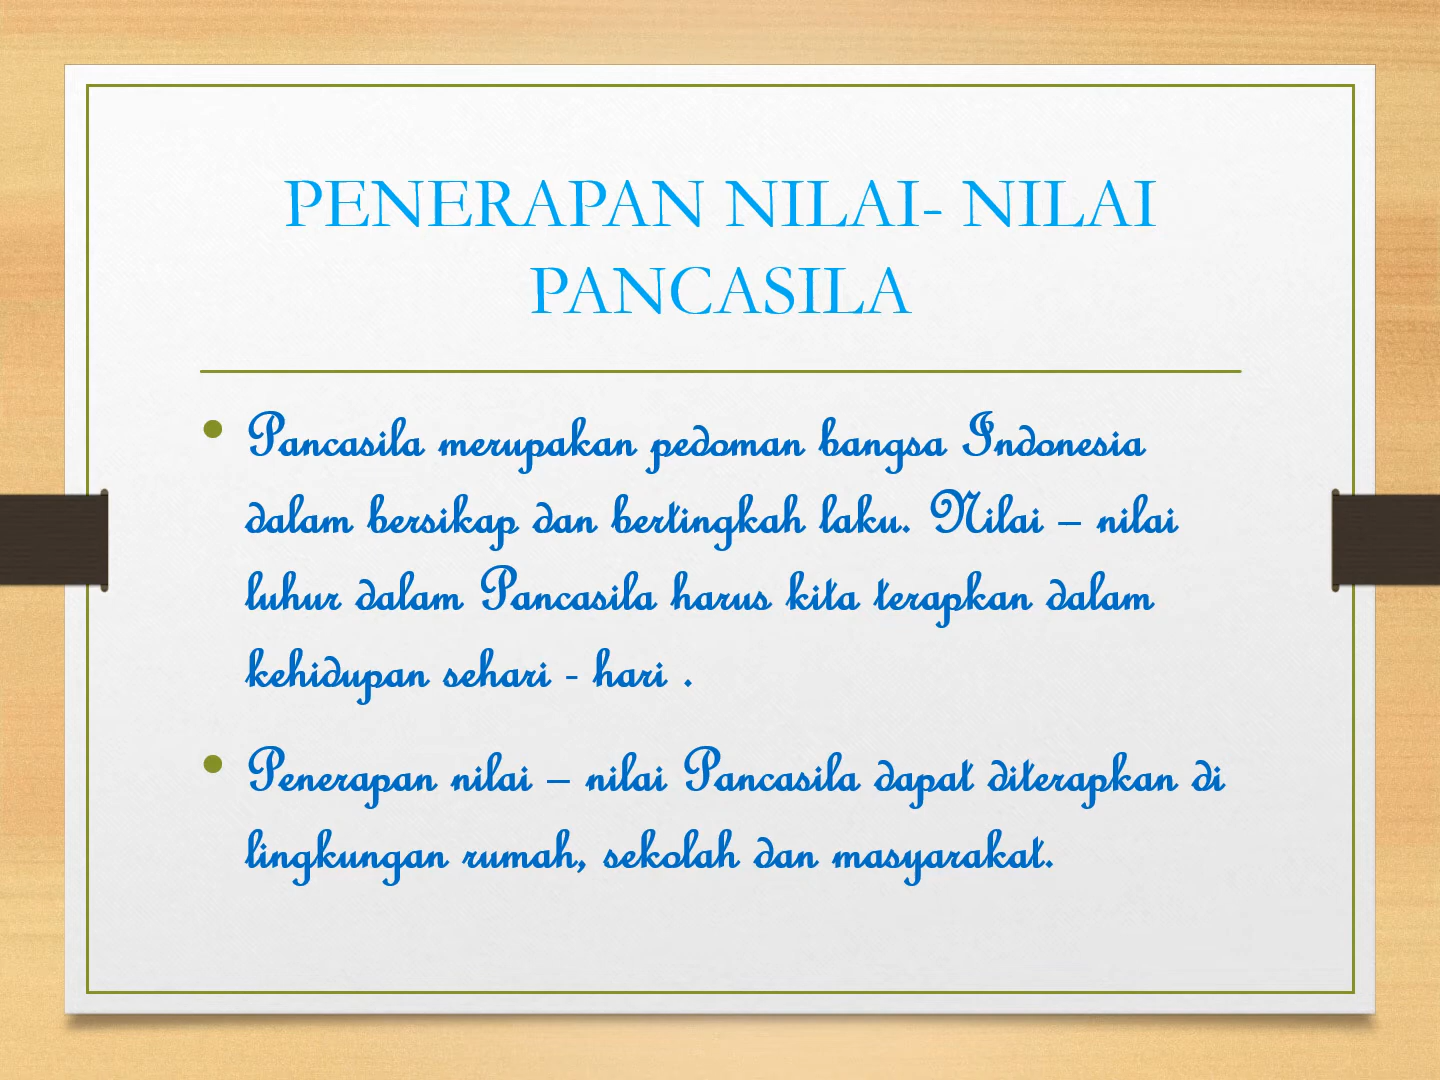 PENERAPAN NILAI- NILAI
PANCASILA
• Pancasila merupakan pedoman bangsa Indonesia
dalam bersikap dan bertingkah laku. Nilai – nilai
luhur dalam Pancasila harus kita terapkan dalam
kehidupan sehari - hari .
• Penerapan nilai – nilai Pancasila dapat diterapkan di
lingkungan rumah, sekolah dan masyarakat.